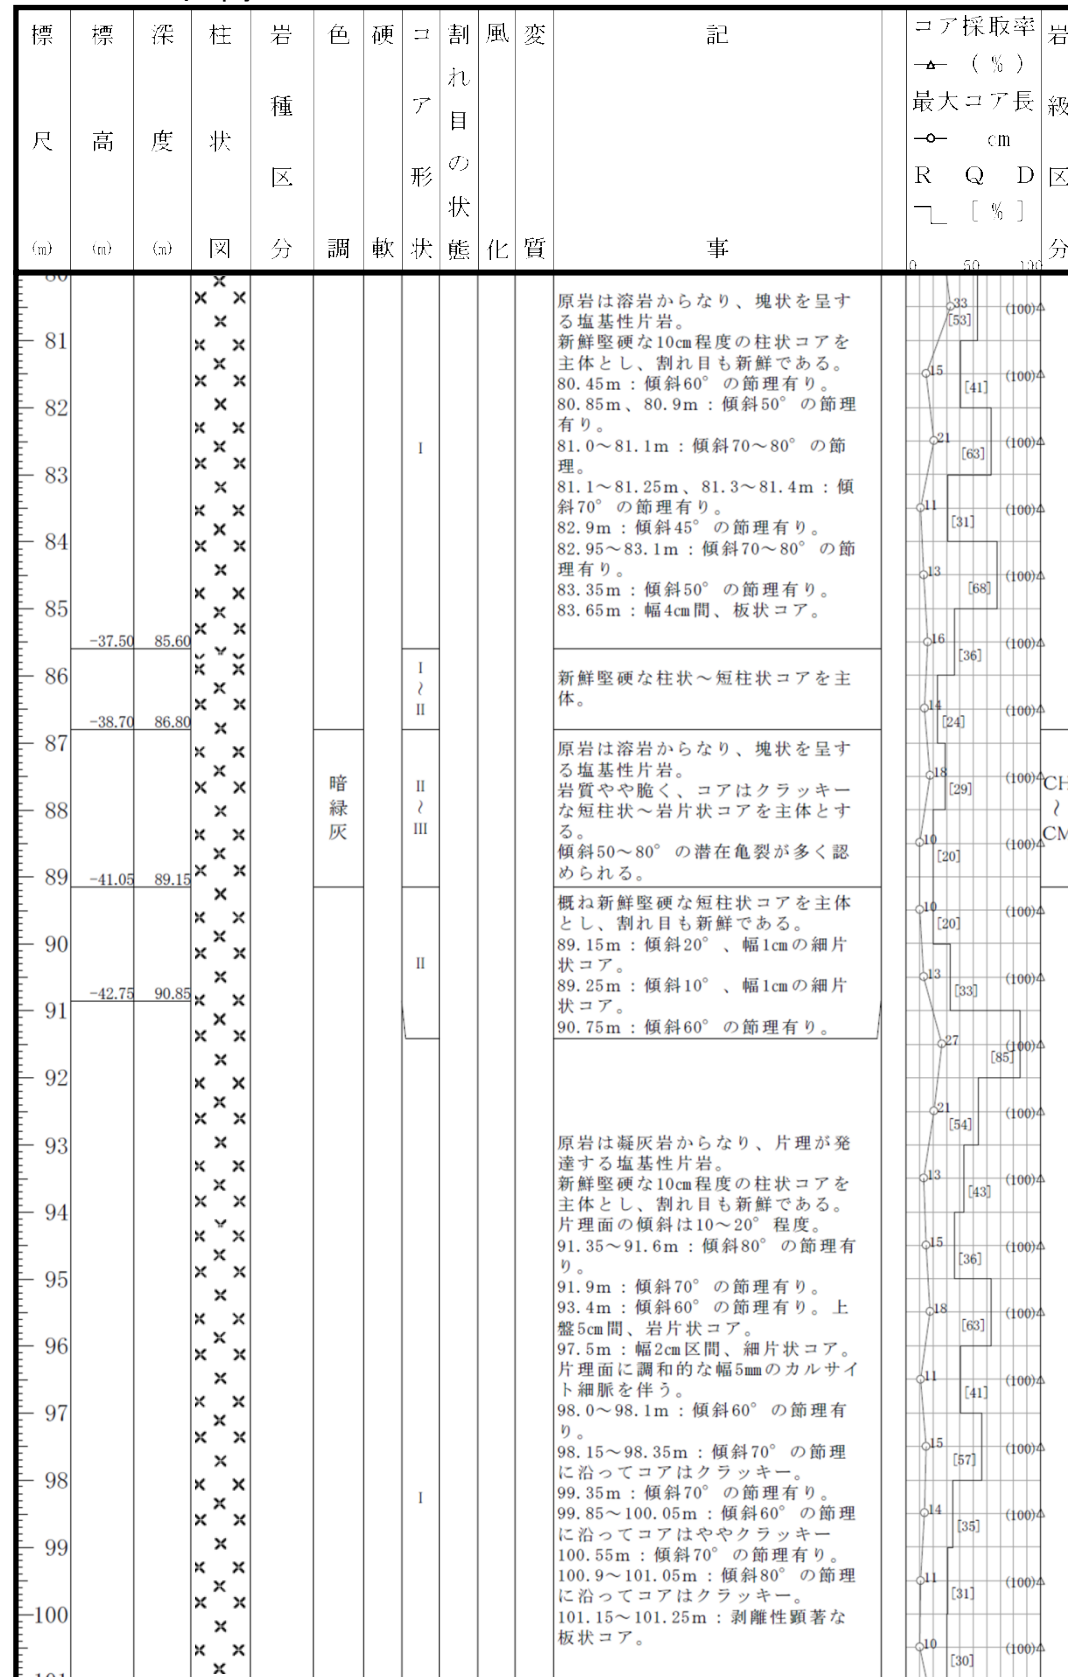 標尺(m)
標高(m)
深度(m)
柱状図
岩種区分
色調
硬軟
コア形状
割れ目の状態
風化
変質
記事
コア採取率
( % )
最大コア長
cm
R Q D
[ % ]
0 50 100
岩級区分
原岩は溶岩からなり、塊状を呈す
る塩基性片岩。
新鮮堅硬な10cm程度の柱状コアを
主体とし、割れ目も新鮮である。
80.45m：傾斜60°の節理有り。
80.85m、80.9m：傾斜50°の節理
有り。
81.0～81.1m：傾斜70～80°の節
理。
81.1～81.25m、81.3～81.4m：傾
斜70°の節理有り。
82.9m：傾斜45°の節理有り。
82.95～83.1m：傾斜70～80°の節
理有り。
83.35m：傾斜50°の節理有り。
83.65m：幅4cm間、板状コア。
I
81
82
83
84
85
-37.50 85.60
86
I～II
新鮮堅硬な柱状～短柱状コアを主
体。
-38.70 86.80
87
88
89
暗緑灰
II～III
原岩は溶岩からなり、塊状を呈す
る塩基性片岩。
岩質やや脆く、コアはクラッキー
な短柱状～岩片状コアを主体とす
る。
傾斜50～80°の潜在亀裂が多く認
められる。
CH～CM
-41.05 89.15
90
II
概ね新鮮堅硬な短柱状コアを主体
とし、割れ目も新鮮である。
89.15m：傾斜20°、幅1cmの細片
状コア。
89.25m：傾斜10°、幅1cmの細片
状コア。
90.75m：傾斜60°の節理有り。
-42.75 90.85
91
92
93
94
95
96
97
98
99
100
I
原岩は凝灰岩からなり、片理が発
達する塩基性片岩。
新鮮堅硬な10cm程度の柱状コアを
主体とし、割れ目も新鮮である。
片理面の傾斜は10～20°程度。
91.35～91.6m：傾斜80°の節理有
り。
91.9m：傾斜70°の節理有り。
93.4m：傾斜60°の節理有り。上
盤5cm間、岩片状コア。
97.5m：幅2cm区間、細片状コア。
片理面に調和的な幅5mmのカルサイ
ト細脈を伴う。
98.0～98.1m：傾斜60°の節理有
り。
98.15～98.35m：傾斜70°の節理
に沿ってコアはクラッキー。
99.35m：傾斜70°の節理有り。
99.85～100.05m：傾斜60°の節理
に沿ってコアはややクラッキー
100.55m：傾斜70°の節理有り。
100.9～101.05m：傾斜80°の節理
に沿ってコアはクラッキー。
101.15～101.25m：剥離性顕著な
板状コア。
33 [53] (100)
15 [41] (100)
21 [63] (100)
11 [31] (100)
13 [68] (100)
16 [36] (100)
14 [24] (100)
18 [29] (100)
10 [20] (100)
10 [20] (100)
13 [33] (100)
27 [85] (100)
21 [54] (100)
13 [43] (100)
15 [36] (100)
18 [63] (100)
11 [41] (100)
15 [57] (100)
14 [35] (100)
11 [31] (100)
10 [30] (100)